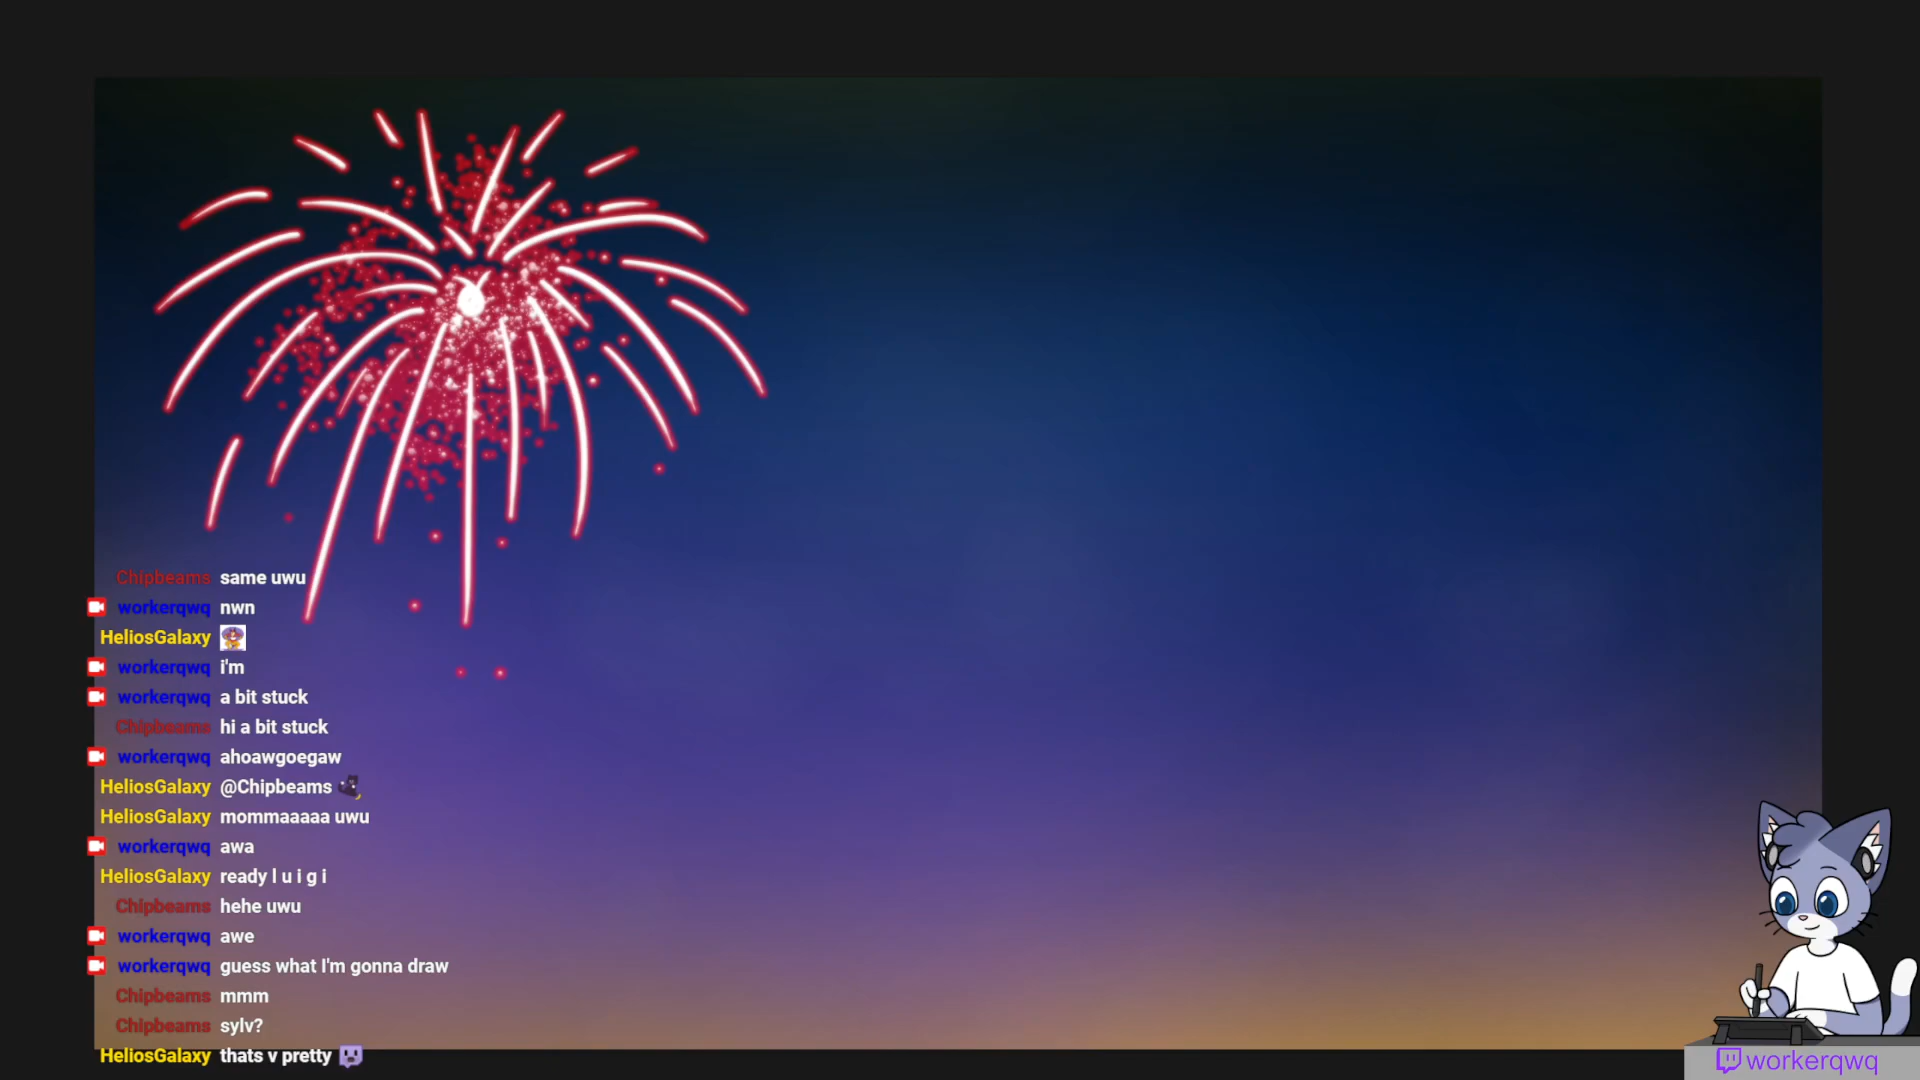 Chipbeams same uwu
workerqwq nwn
HeliosGalaxy
workerqwq i'm
workerqwq a bit stuck
Chipbeams hi a bit stuck
workerqwq ahoawgoegaw
HeliosGalaxy @Chipbeams
HeliosGalaxy mommaaaaa uwu
workerqwq awa
HeliosGalaxy ready l u i g i
Chipbeams hehe uwu
workerqwq awe
workerqwq guess what I'm gonna draw
Chipbeams mmm
Chipbeams sylv?
HeliosGalaxy thats v pretty
workerqwq